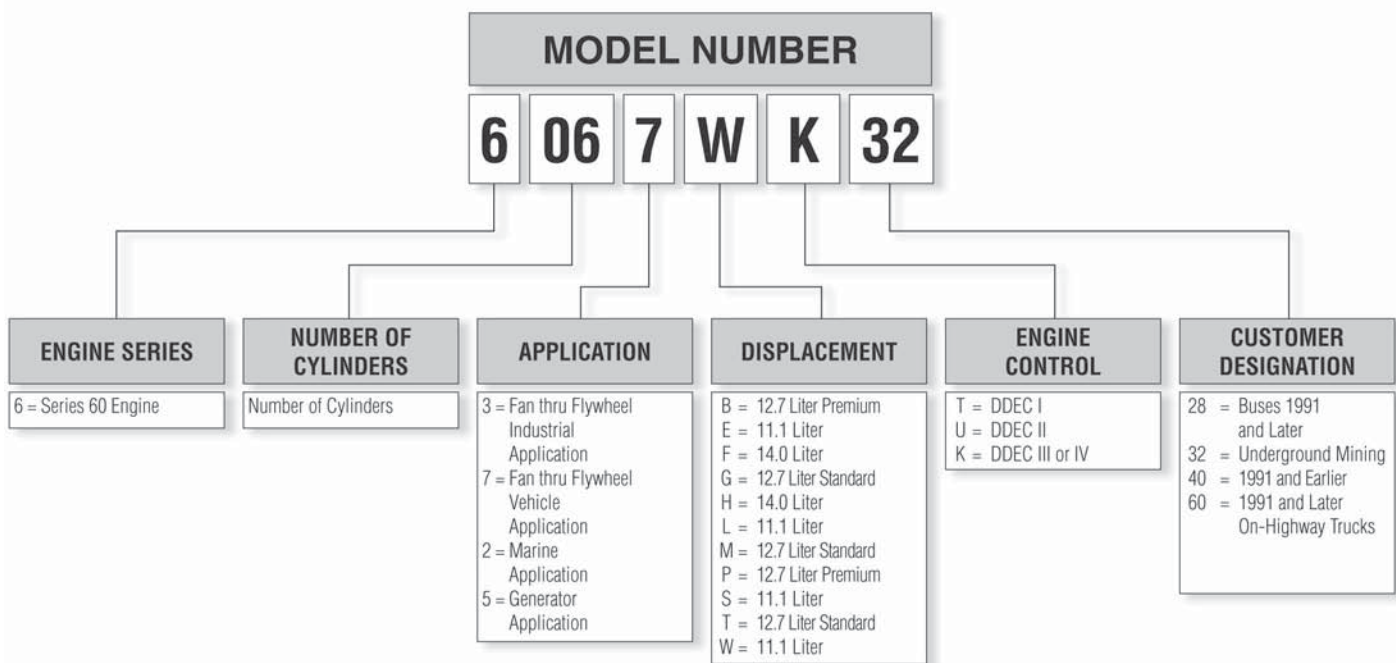 MODEL NUMBER
6 06 7 W K 32
ENGINE SERIES
6 = Series 60 Engine
NUMBER OF
CYLINDERS
Number of Cylinders
APPLICATION
3 = Fan thru Flywheel
Industrial
Application
7 = Fan thru Flywheel
Vehicle
Application
2 = Marine
Application
5 = Generator
Application
DISPLACEMENT
B = 12.7 Liter Premium
E = 11.1 Liter
F = 14.0 Liter
G = 12.7 Liter Standard
H = 14.0 Liter
L = 11.1 Liter
M = 12.7 Liter Standard
P = 12.7 Liter Premium
S = 11.1 Liter
T = 12.7 Liter Standard
W = 11.1 Liter
ENGINE
CONTROL
T = DDEC I
U = DDEC II
K = DDEC III or IV
CUSTOMER
DESIGNATION
28 = Buses 1991
and Later
32 = Underground Mining
40 = 1991 and Earlier
60 = 1991 and Later
On-Highway Trucks